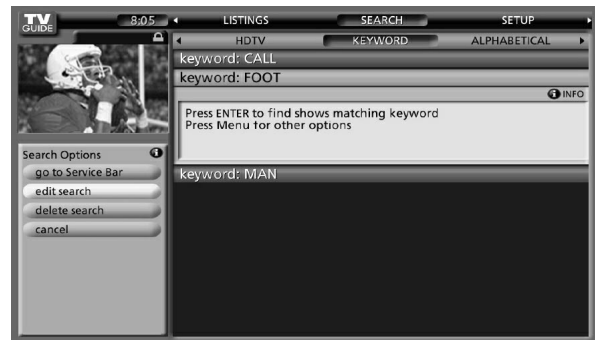 TV GUIDE
8:05
LISTINGS SEARCH SETUP
HDTV KEYWORD ALPHABETICAL
keyword: CALL
keyword: FOOT
INFO
Press ENTER to find shows matching keyword
Press Menu for other options
Search Options
go to Service Bar
edit search
delete search
cancel
keyword: MAN